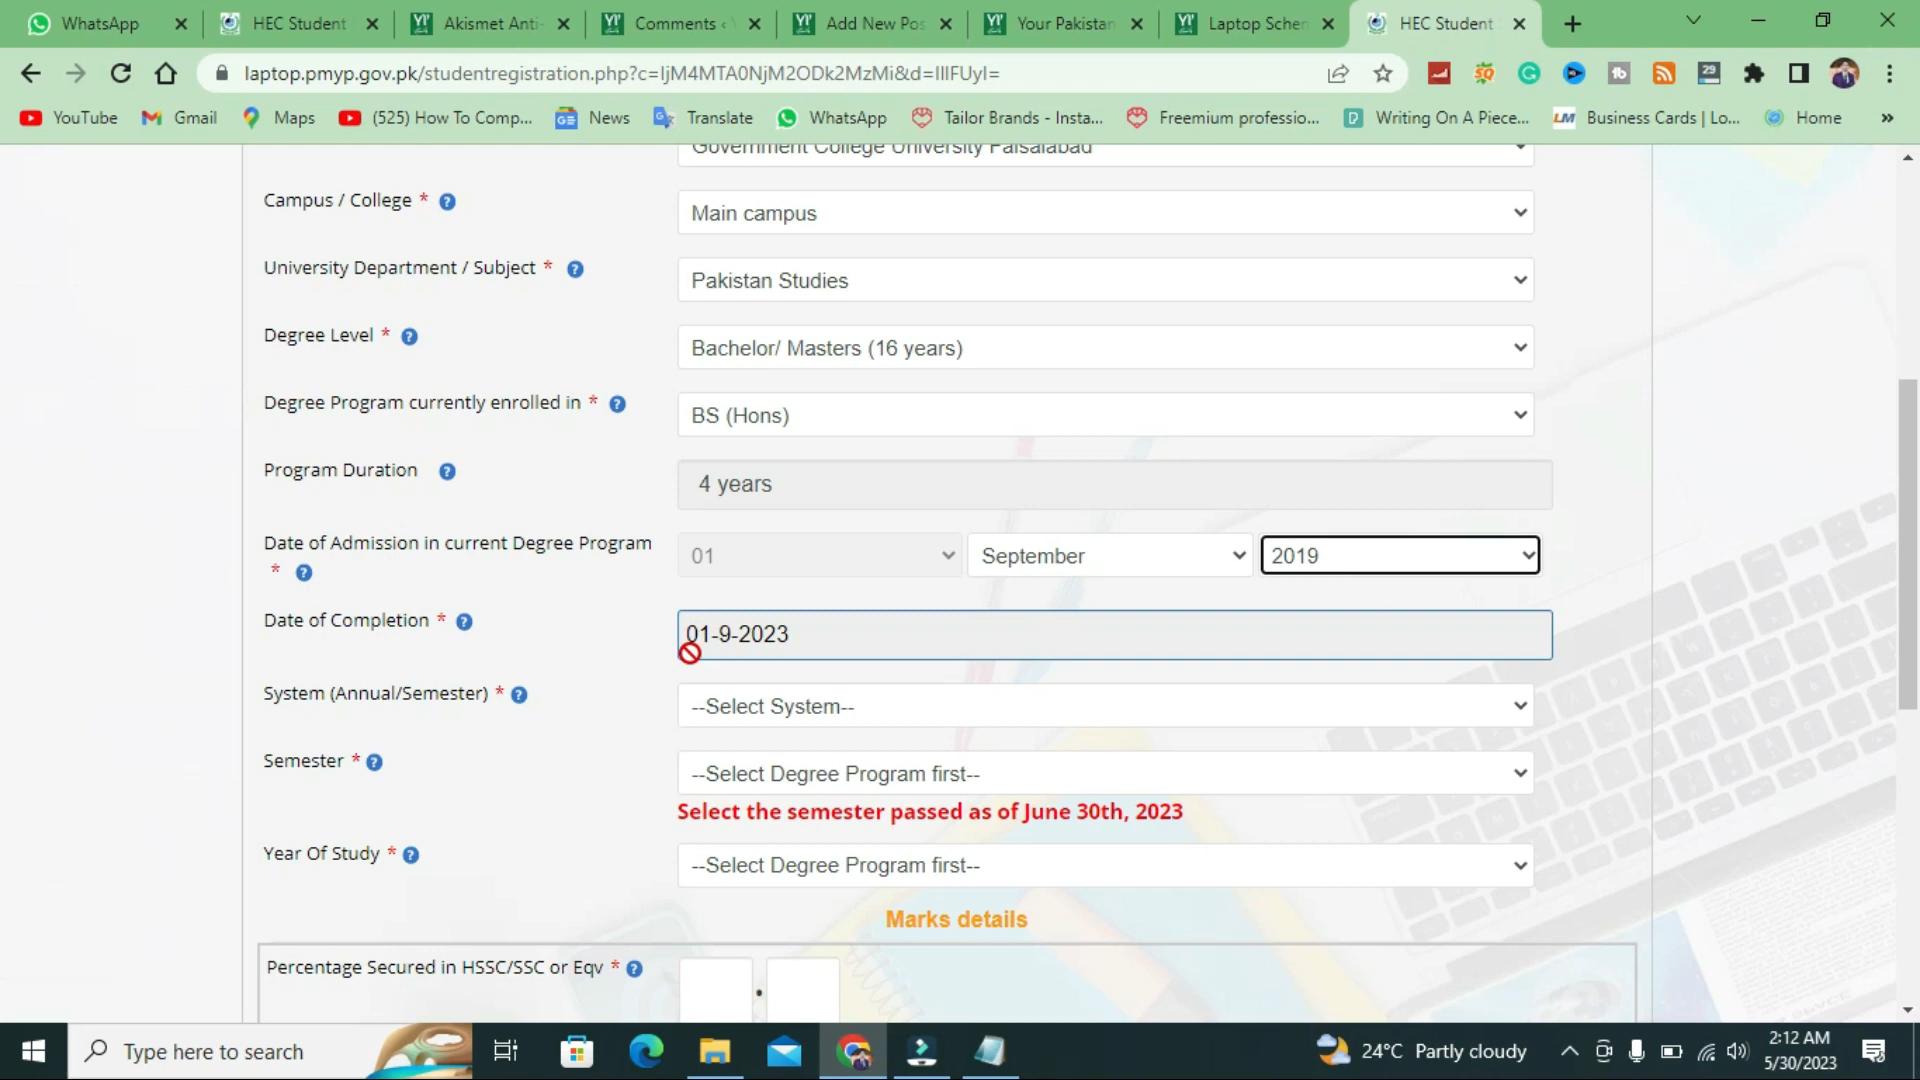 WhatsApp
HEC Student
Akismet Anti-
Comments ‹
Add New Pos
Your Pakistan
Laptop Schem
HEC Student
laptop.pmyp.gov.pk/studentregistration.php?c=IjM4MTA0NjM2ODk2MzMi&d=IIIFUyI=
YouTube
Gmail
Maps
(525) How To Comp...
News
Translate
WhatsApp
Tailor Brands - Insta...
Freemium professio...
Writing On A Piece...
Business Cards | Lo...
Home
»
Government College University Faisalabad
Campus / College *
Main campus
University Department / Subject *
Pakistan Studies
Degree Level *
Bachelor/ Masters (16 years)
Degree Program currently enrolled in *
BS (Hons)
Program Duration
4 years
Date of Admission in current Degree Program
*
01
September
2019
Date of Completion *
01-9-2023
System (Annual/Semester) *
--Select System--
Semester *
--Select Degree Program first--
Select the semester passed as of June 30th, 2023
Year Of Study *
--Select Degree Program first--
Marks details
Percentage Secured in HSSC/SSC or Eqv *
.
Type here to search
24°C Partly cloudy
2:12 AM
5/30/2023